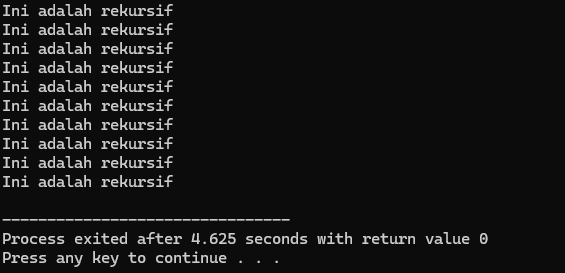 Ini adalah rekursif
Ini adalah rekursif
Ini adalah rekursif
Ini adalah rekursif
Ini adalah rekursif
Ini adalah rekursif
Ini adalah rekursif
Ini adalah rekursif
Ini adalah rekursif
Ini adalah rekursif
--------------------------------
Process exited after 4.625 seconds with return value 0
Press any key to continue . . .